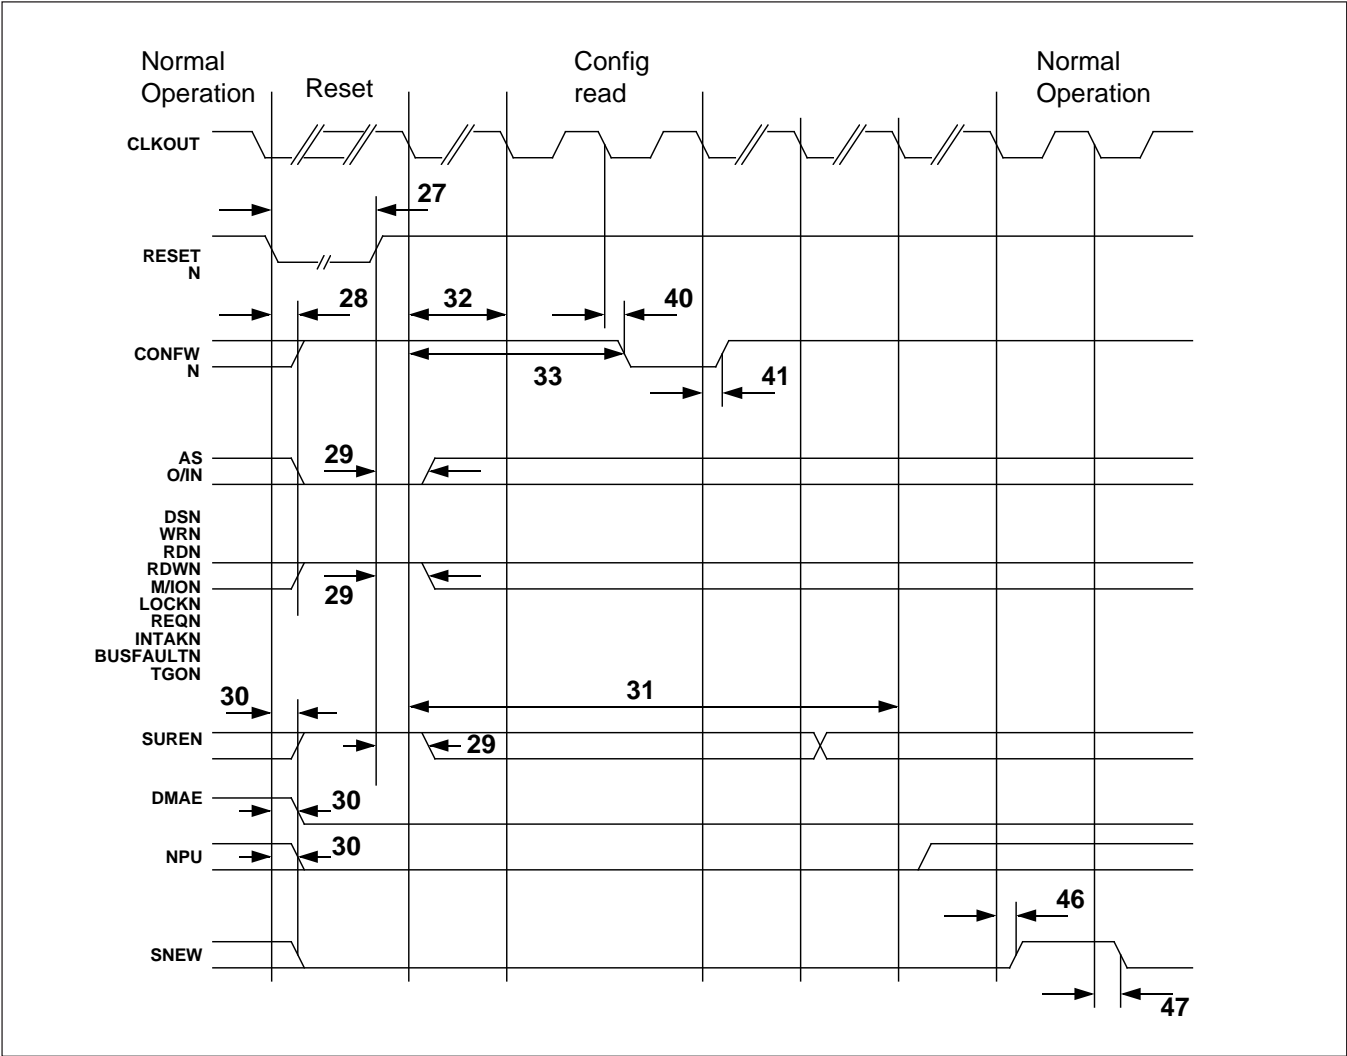 Normal
Operation
Reset
Config
read
Normal
Operation
CLKOUT
27
RESET
N
28
32
40
CONFW
N
33
41
AS
O/IN
29
DSN
WRN
RDN
RDWN
M/ION
LOCKN
REQN
INTAKN
BUSFAULTN
TGON
29
30
31
SUREN
29
DMAE
30
NPU
30
46
SNEW
47